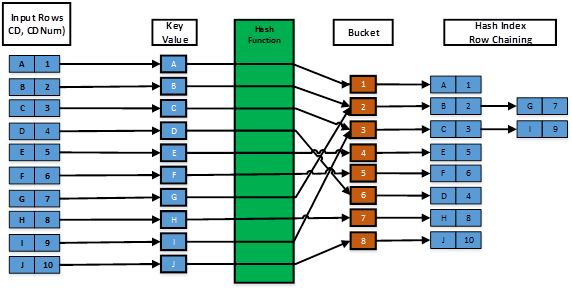 Input Rows
CD, CDNum)
Key
Value
Hash
Function
Bucket
Hash Index
Row Chaining
A 1
A
1
A 1
B 2
B
2
B 2
G 7
C 3
C
3
C 3
I 9
D 4
D
E 5
E
4
E 5
F 6
F
5
F 6
G 7
G
6
D 4
H 8
H
7
H 8
I 9
I
8
J 10
J 10
J